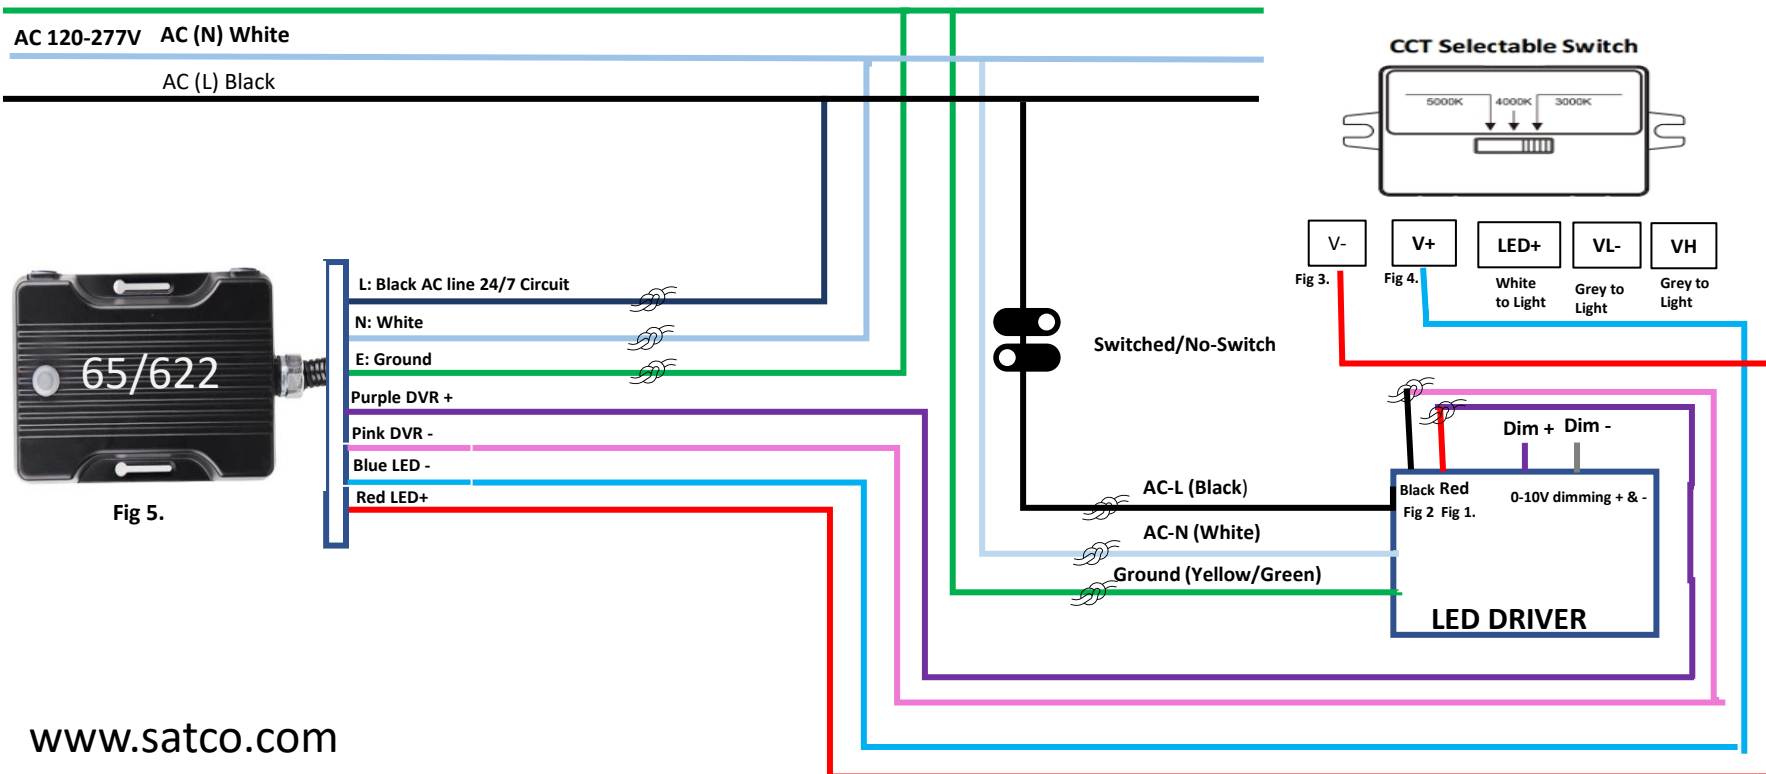 AC 120-277V AC (N) White
AC (L) Black
CCT Selectable Switch
5000K 4000K 3000K
V- V+ LED+ VL- VH
Fig 3. Fig 4. White to Light Grey to Light Grey to Light
L: Black AC line 24/7 Circuit
N: White
E: Ground
Purple DVR +
Pink DVR -
Blue LED -
Red LED+
65/622
Fig 5.
Switched/No-Switch
Dim + Dim -
AC-L (Black)
AC-N (White)
Ground (Yellow/Green)
Black Red 0-10V dimming + & -
Fig 2 Fig 1.
LED DRIVER
www.satco.com